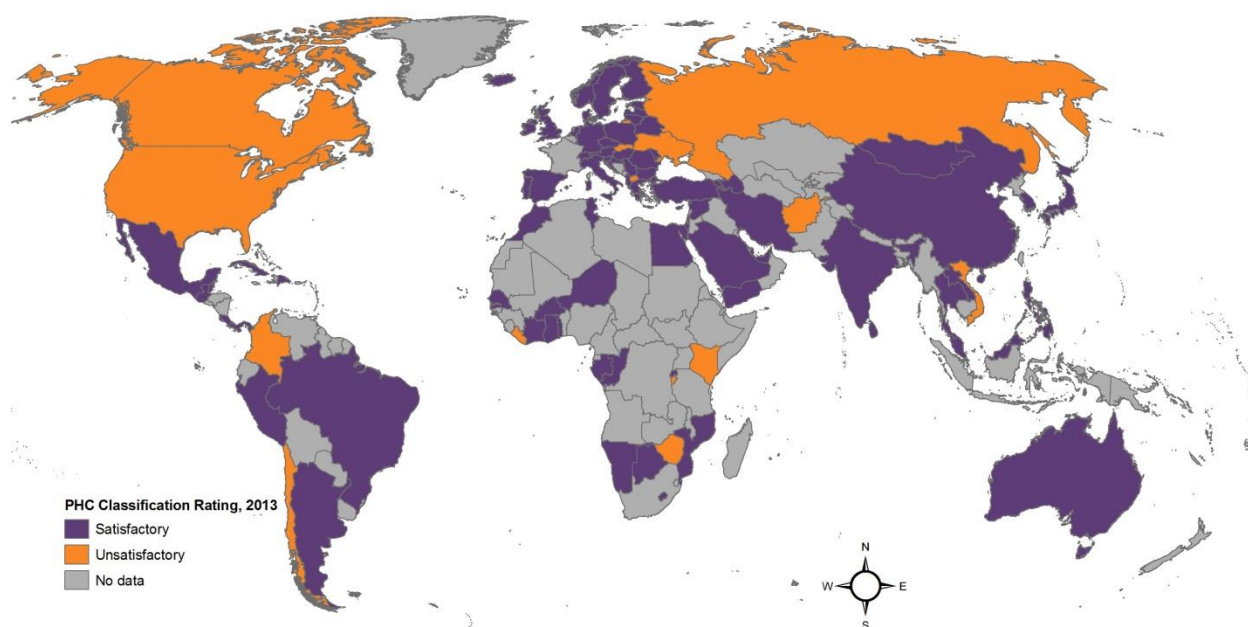 PHC Classification Rating, 2013
Satisfactory
Unsatisfactory
No data
N
W E
S